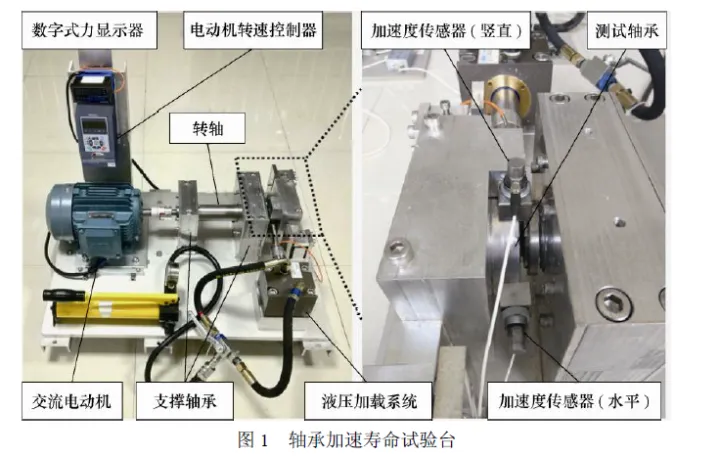 数字式力显示器
电动机转速控制器
加速度传感器(竖直)
测试轴承
转轴
交流电动机
支撑轴承
液压加载系统
加速度传感器(水平)
图 1 轴承加速寿命试验台